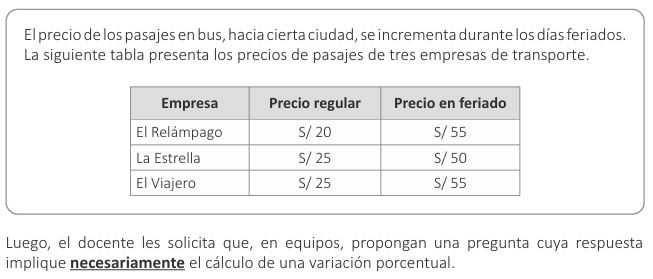 El precio de los pasajes en bus, hacia cierta ciudad, se incrementa durante los días feriados.
La siguiente tabla presenta los precios de pasajes de tres empresas de transporte.
Empresa Precio regular Precio en feriado
El Relámpago S/ 20 S/ 55
La Estrella S/ 25 S/ 50
El Viajero S/ 25 S/ 55
Luego, el docente les solicita que, en equipos, propongan una pregunta cuya respuesta
implique necesariamente el cálculo de una variación porcentual.